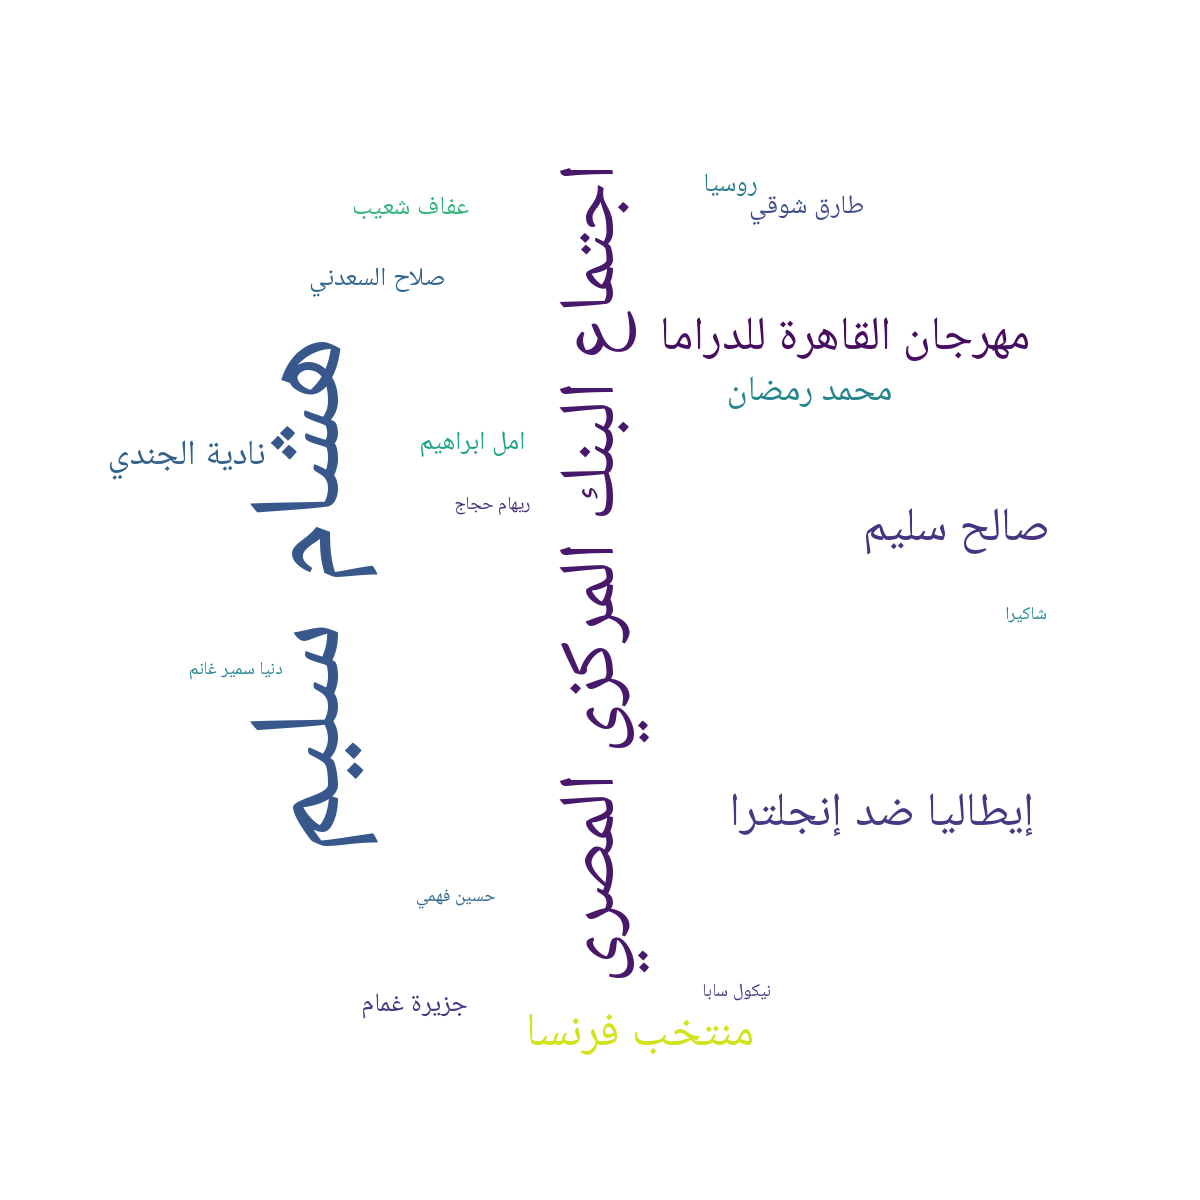 روسيا
طارق شوقي
عفاف شعيب
صلاح السعدني
مهرجان القاهرة للدراما
محمد رمضان
اجتماع البنك المركزي المصري
هشام سليم
امل ابراهيم
نادية الجندي
ريهام حجاج
صالح سليم
شاكيرا
دنيا سمير غانم
إيطاليا ضد إنجلترا
حسين فهمي
نيكول سابا
جزيرة غمام
منتخب فرنسا